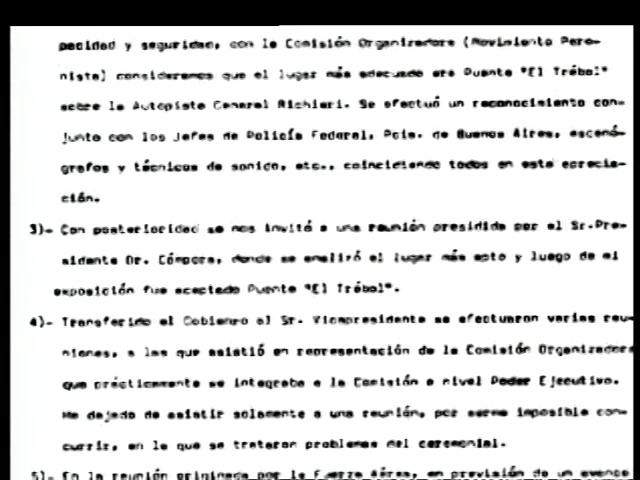 pacidad y seguridad, con la Comisión Organizadora (Movimiento Pero-
nista) consideramos que el lugar más adecuado era Puente "El Trébol"
sobre la Autopista General Richieri. Se efectuó un reconocimiento con-
junto con los Jefes de Policía Federal, Pcia. de Buenos Aires, escenó-
grafos y técnicos de sonido, etc., coincidiendo todos en esta aprecia-
ción.
3)- Con posterioridad se nos invitó a una reunión presidida por el Sr.Pre-
sidente Dr. Cámpora, donde se analizó el lugar más apto y luego de mi
exposición fue aceptado Puente "El Trébol".
4)- Transferido el Gobierno al Sr. Vicepresidente se efectuaron varias reu-
niones, a las que asistió en representación de la Comisión Organizadora
que prácticamente se integraba a la Comisión a nivel Poder Ejecutivo.
He dejado de asistir solamente a una reunión, por serme imposible con-
currir, en la que se trataron problemas del ceremonial.
5)- En la reunión originada por la Fuerza Aérea, en previsión de un avance